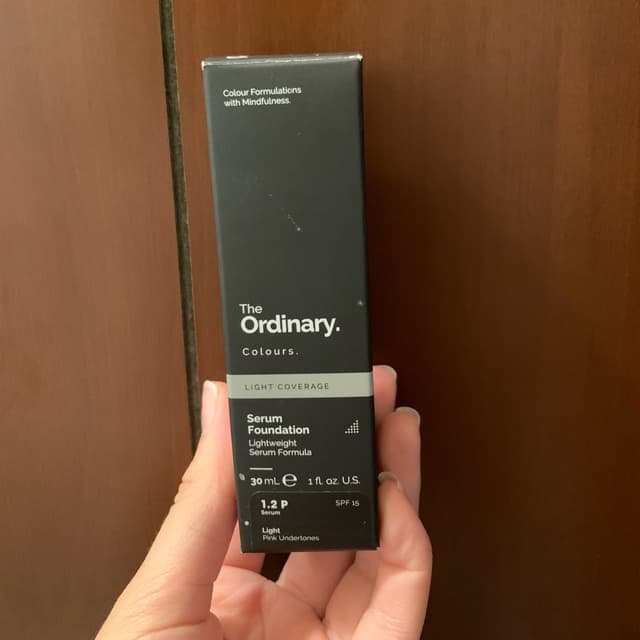 Colour Formulations
with Mindfulness.
The
Ordinary.
Colours.
LIGHT COVERAGE
Serum
Foundation
Lightweight
Serum Formula
30 mL ℮ 1 fl. oz. U.S.
1.2 P SPF 15
Serum
Light
Pink Undertones